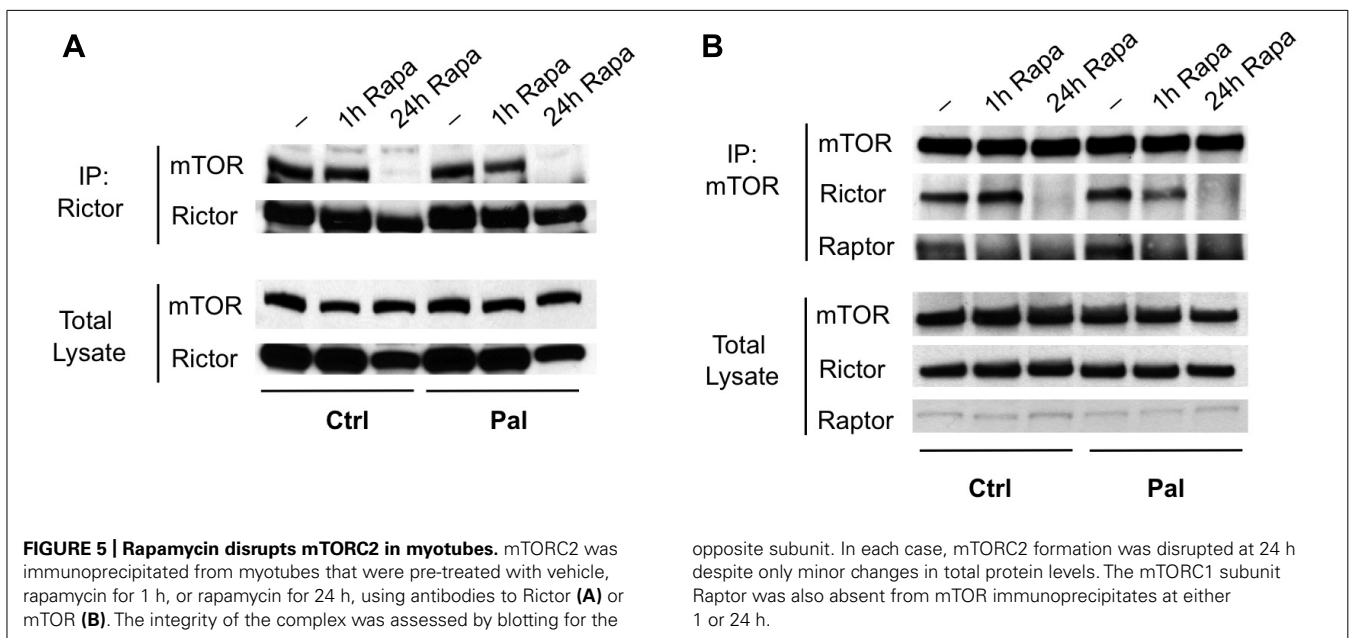 A
– 1h Rapa 24h Rapa – 1h Rapa 24h Rapa
IP:
Rictor
mTOR
Rictor
Total
Lysate
mTOR
Rictor
Ctrl Pal
B
– 1h Rapa 24h Rapa – 1h Rapa 24h Rapa
IP:
mTOR
mTOR
Rictor
Raptor
Total
Lysate
mTOR
Rictor
Raptor
Ctrl Pal
FIGURE 5 | Rapamycin disrupts mTORC2 in myotubes. mTORC2 was
immunoprecipitated from myotubes that were pre-treated with vehicle,
rapamycin for 1 h, or rapamycin for 24 h, using antibodies to Rictor (A) or
mTOR (B). The integrity of the complex was assessed by blotting for the
opposite subunit. In each case, mTORC2 formation was disrupted at 24 h
despite only minor changes in total protein levels. The mTORC1 subunit
Raptor was also absent from mTOR immunoprecipitates at either
1 or 24 h.